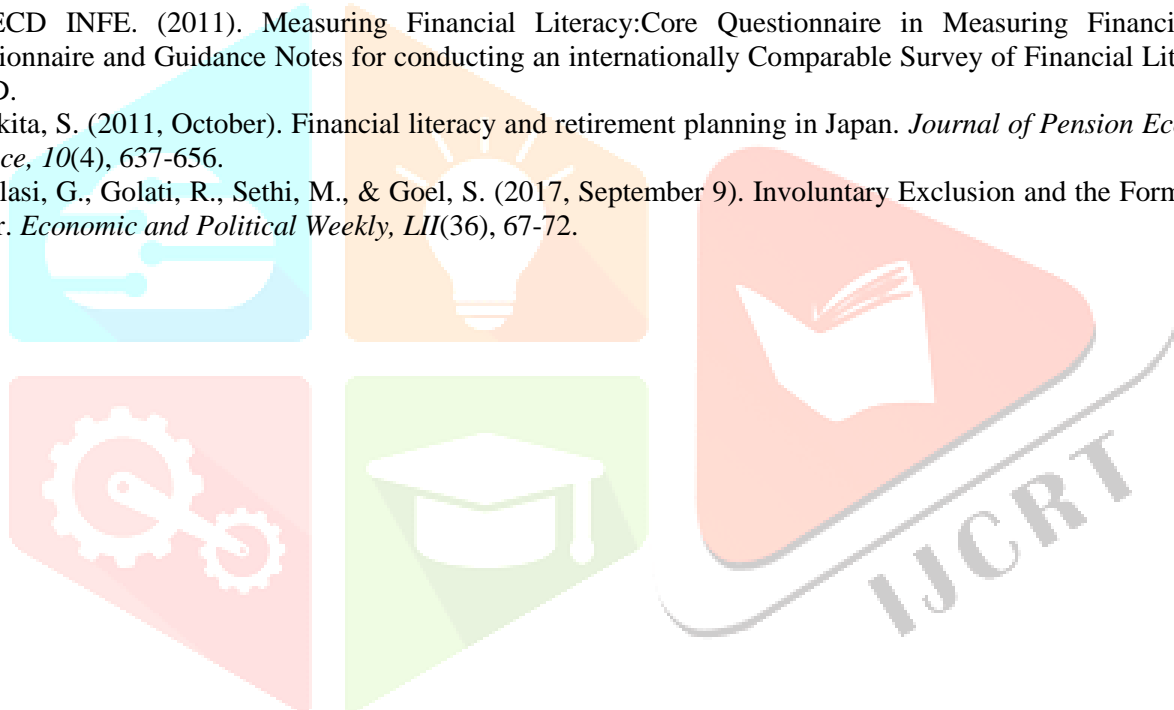 ECD INFE. (2011). Measuring Financial Literacy:Core Questionnaire in Measuring Financi
ionnaire and Guidance Notes for conducting an internationally Comparable Survey of Financial Lit
D.
kita, S. (2011, October). Financial literacy and retirement planning in Japan. Journal of Pension Eco
ce, 10(4), 637-656.
lasi, G., Golati, R., Sethi, M., & Goel, S. (2017, September 9). Involuntary Exclusion and the Form
r. Economic and Political Weekly, LII(36), 67-72.
IJCRT